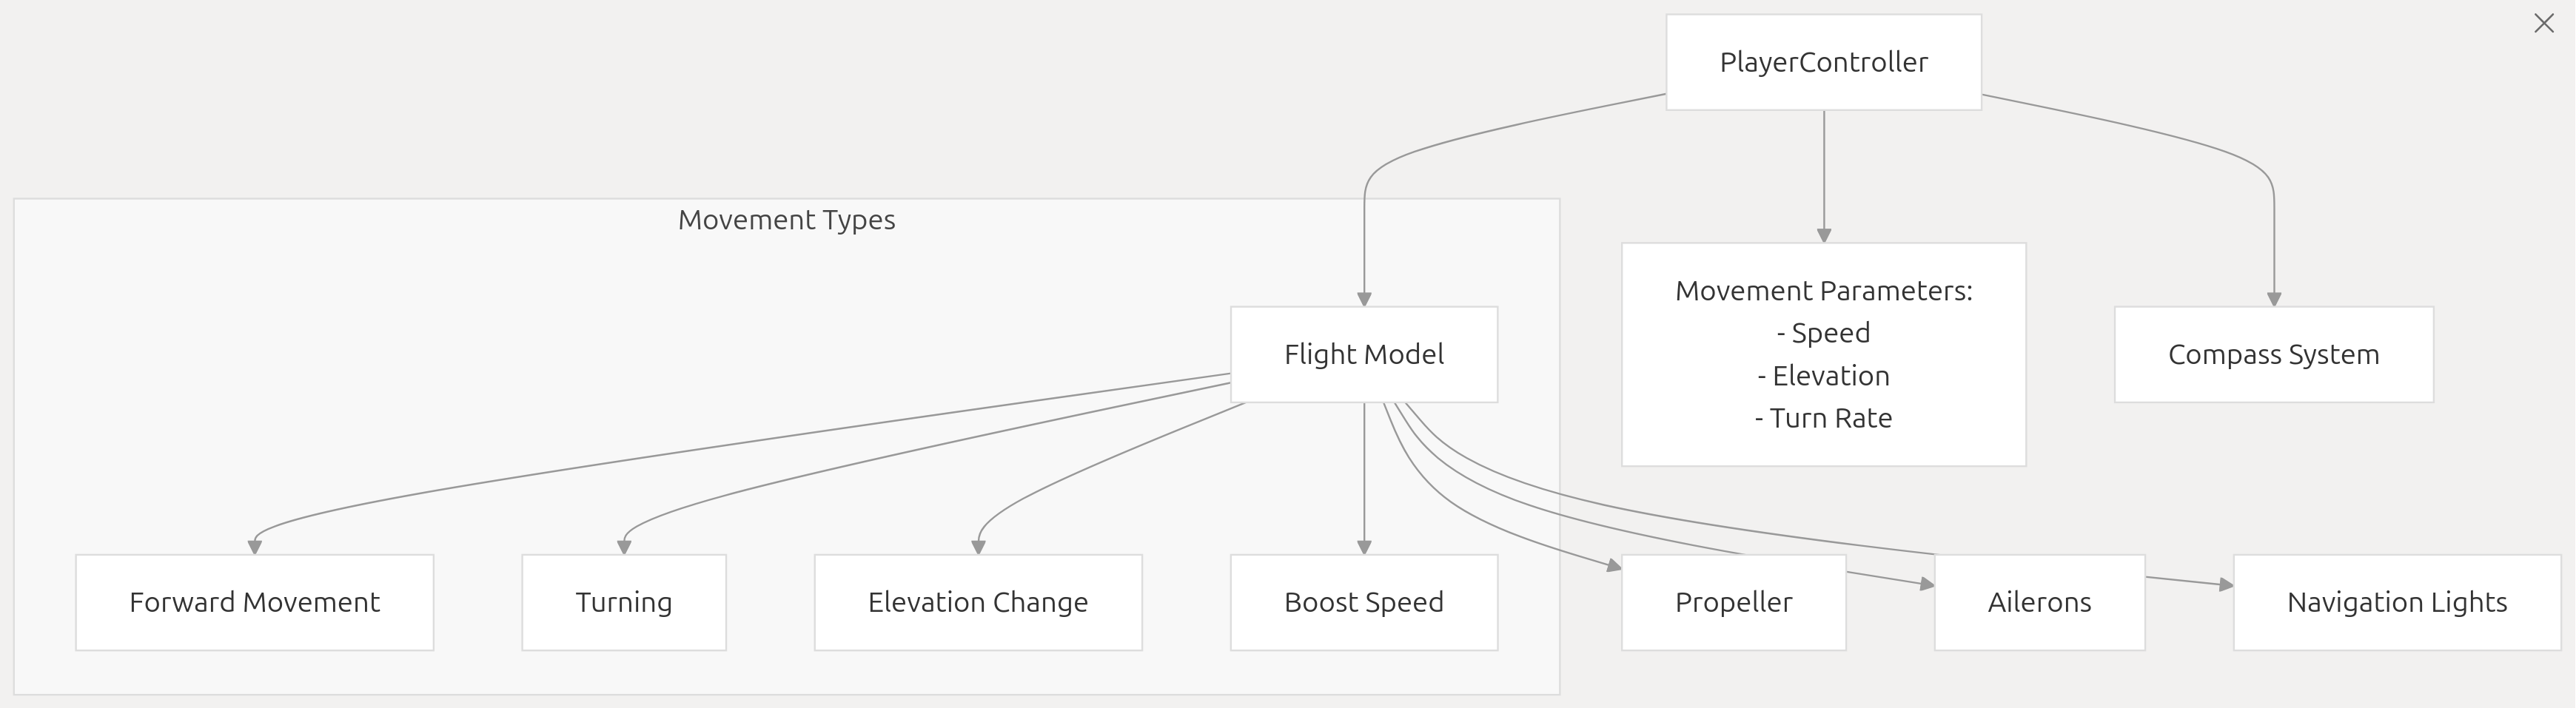 PlayerController
Movement Types
Movement Parameters:
- Speed
- Elevation
- Turn Rate
Flight Model
Compass System
Forward Movement
Turning
Elevation Change
Boost Speed
Propeller
Ailerons
Navigation Lights